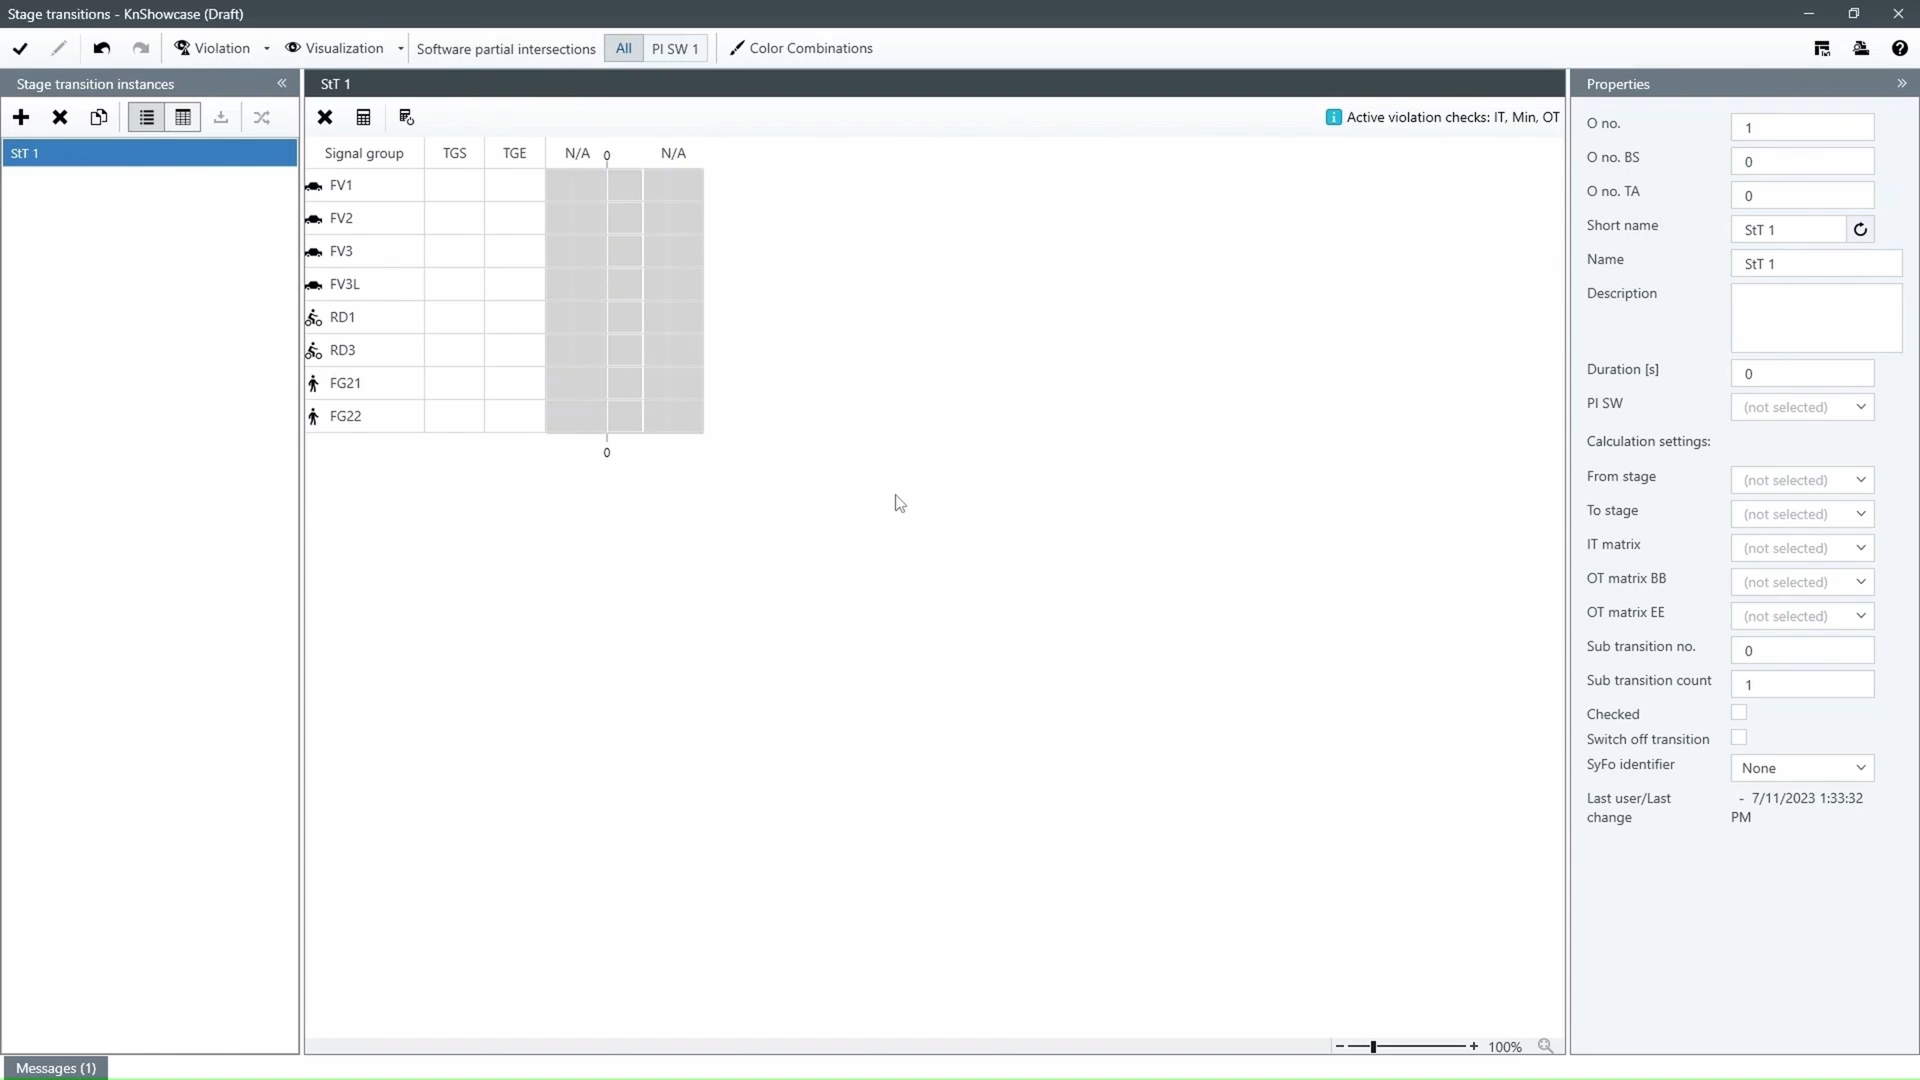 Stage transitions - KnShowcase (Draft)
Violation
Visualization
Software partial intersections
All
PI SW 1
Color Combinations
Stage transition instances
StT 1
StT 1
Active violation checks: IT, Min, OT
Signal group
TGS
TGE
N/A
0
N/A
FV1
FV2
FV3
FV3L
RD1
RD3
FG21
FG22
0
100%
Properties
O no.
1
O no. BS
0
O no. TA
0
Short name
StT 1
Name
StT 1
Description
Duration [s]
0
PI SW
(not selected)
Calculation settings:
From stage
(not selected)
To stage
(not selected)
IT matrix
(not selected)
OT matrix BB
(not selected)
OT matrix EE
(not selected)
Sub transition no.
0
Sub transition count
1
Checked
Switch off transition
SyFo identifier
None
Last user/Last
change
- 7/11/2023 1:33:32
PM
Messages (1)